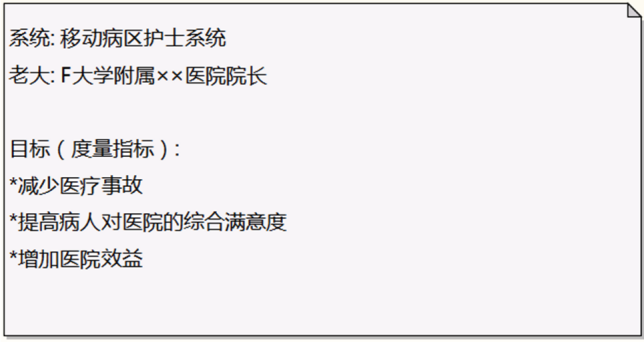 系统: 移动病区护士系统
老大: F大学附属××医院院长
目标（度量指标）:
*减少医疗事故
*提高病人对医院的综合满意度
*增加医院效益